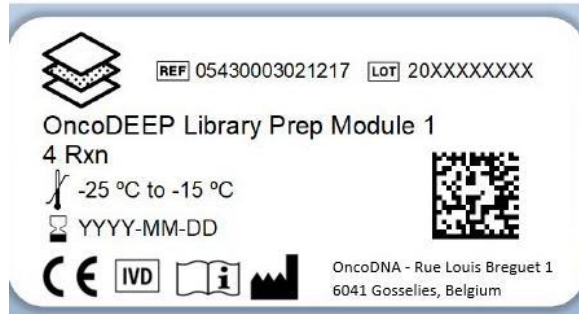 REF 05430003021217 LOT 20XXXXXXXX
OncoDEEP Library Prep Module 1
4 Rxn
-25 ºC to -15 ºC
YYYY-MM-DD
CE IVD i OncoDNA - Rue Louis Breguet 1
6041 Gosselies, Belgium